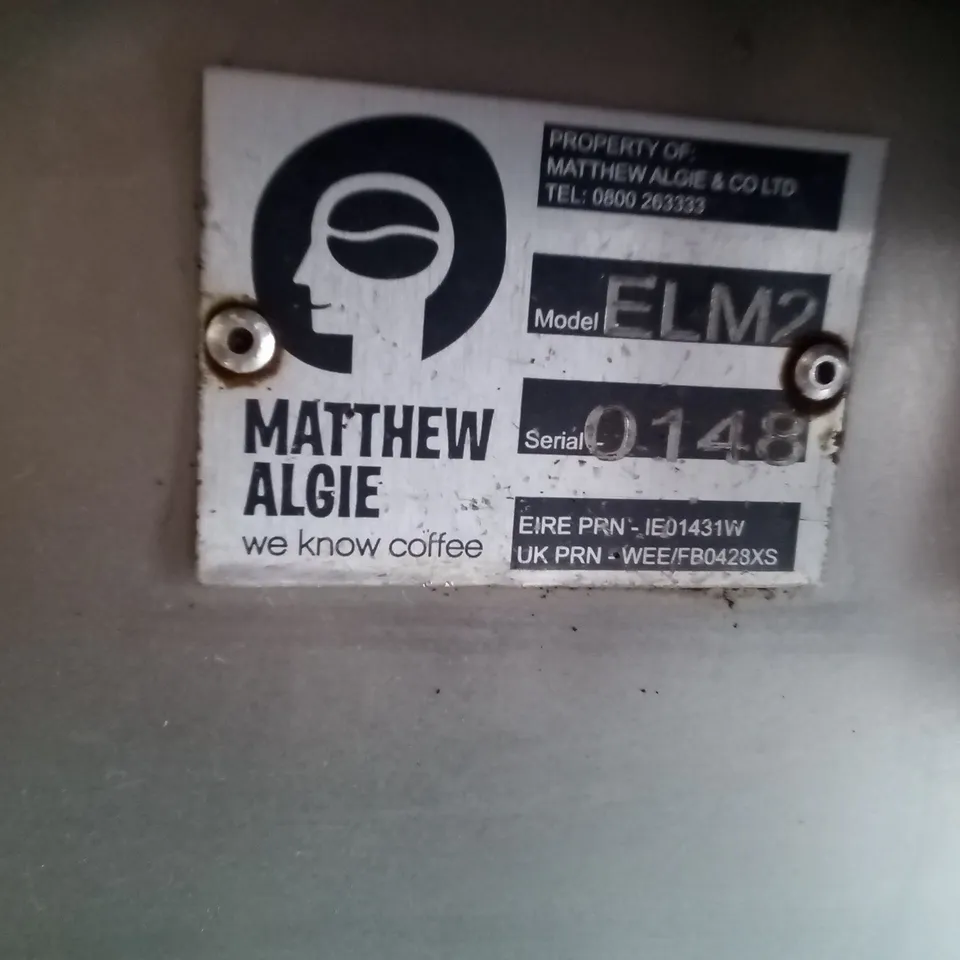 MATTHEW
ALGIE
we know coffee
PROPERTY OF:
MATTHEW ALGIE & CO LTD
TEL: 0800 263333
Model ELM2
Serial - 0148
EIRE PRN - IE01431W
UK PRN - WEE/FB0428XS